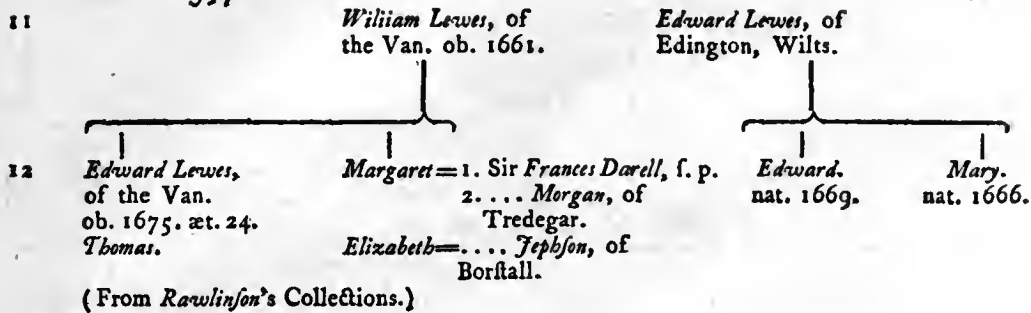 11 Wiliiam Lewes, of Edward Lewes, of
the Van. ob. 1661. Edington, Wilts.
12 Edward Lewes, Margaret=1. Sir Frances Darell, ſ. p. Edward. Mary.
of the Van. 2. . . . Morgan, of nat. 1669. nat. 1666.
ob. 1675. æt. 24. Tredegar.
Thomas. Elizabeth=. . . . Jephſon, of
Borſtall.
(From Rawlinſon's Collections.)